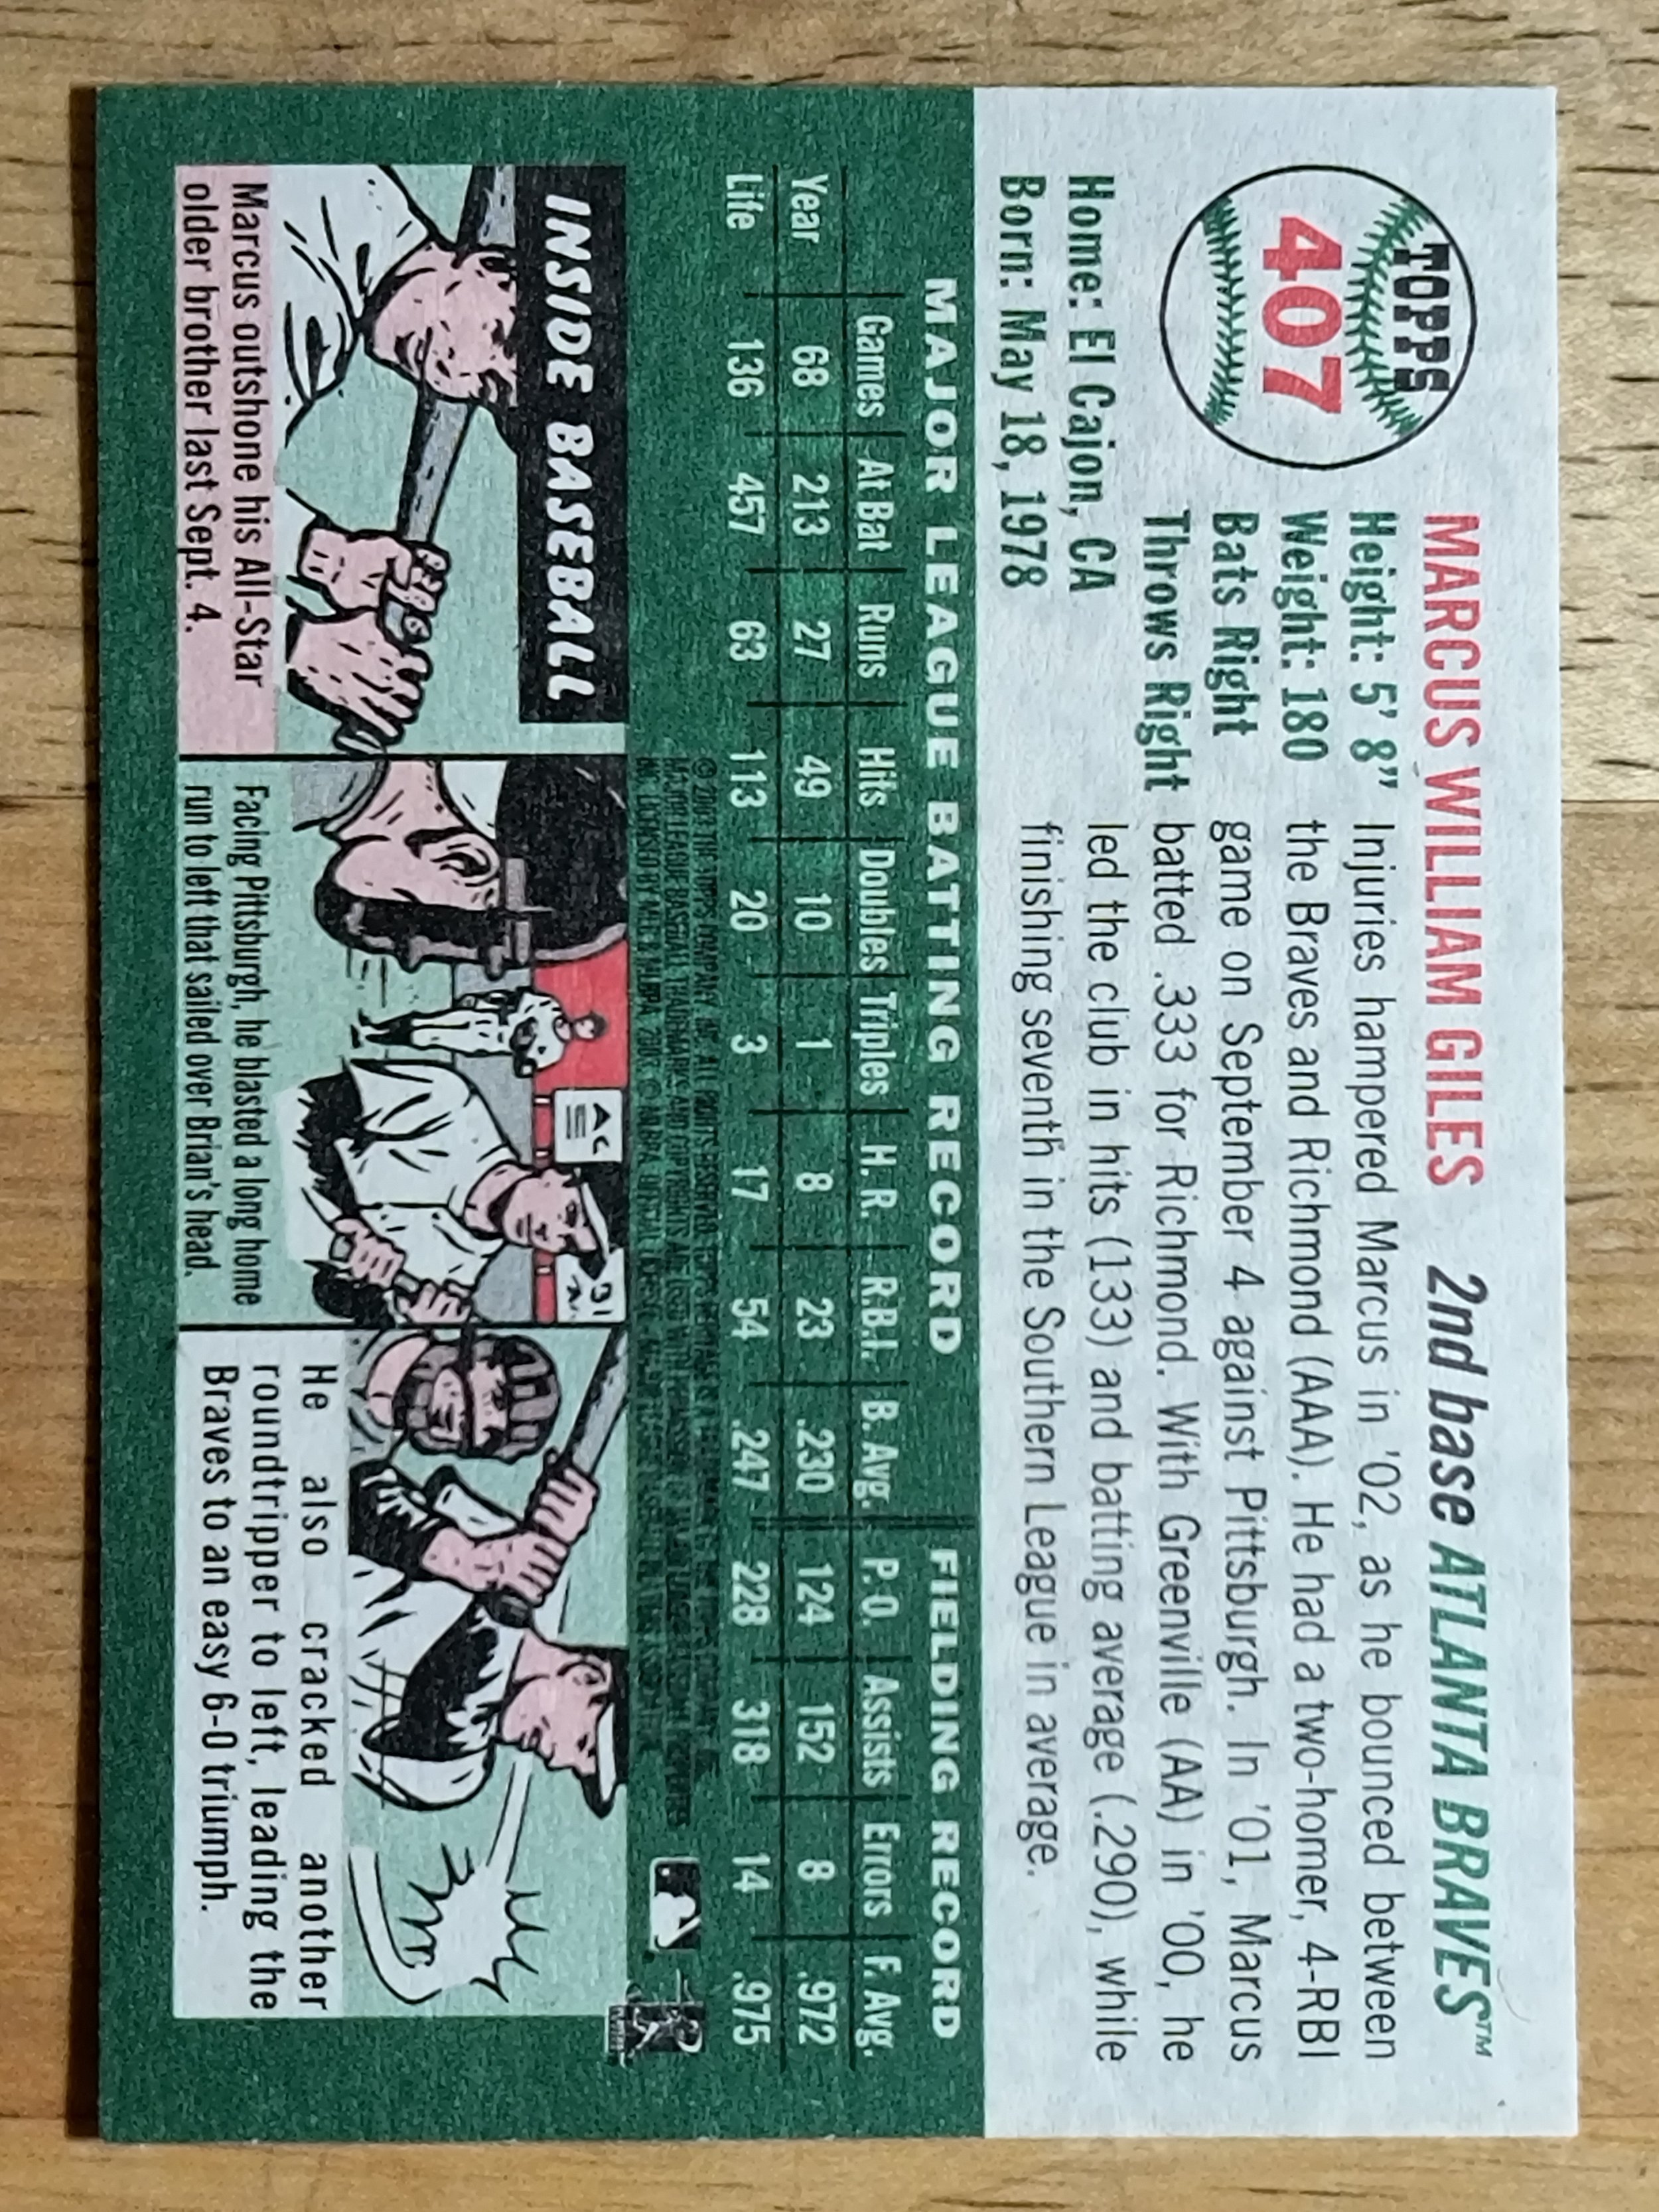 TOPPS
407
MARCUS WILLIAM GILES 2nd base ATLANTA BRAVES™
Height: 5' 8"
Weight: 180
Bats Right
Throws Right
Home: El Cajon, CA
Born: May 18, 1978
Injuries hampered Marcus in '02, as he bounced between
the Braves and Richmond (AAA). He had a two-homer, 4-RBI
game on September 4 against Pittsburgh. In '01, Marcus
batted .333 for Richmond. With Greenville (AA) in '00, he
led the club in hits (133) and batting average (.290), while
finishing seventh in the Southern League in average.
MAJOR LEAGUE BATTING RECORD FIELDING RECORD
Games At Bat Runs Hits Doubles Triples H.R. R.B.I. B. Avg. P.O. Assists Errors F. Avg.
Year 68 213 27 49 10 1 8 23 .230 124 152 8 .972
Life 136 457 63 113 20 3 17 54 .247 228 318 14 .975
© 2003 THE TOPPS COMPANY, INC. ALL RIGHTS RESERVED.
INSIDE BASEBALL
Marcus outshone his All-Star
older brother last Sept. 4.
Facing Pittsburgh, he blasted a long home
run to left that sailed over Brian's head.
He also cracked another
roundtripper to left, leading the
Braves to an easy 6-0 triumph.